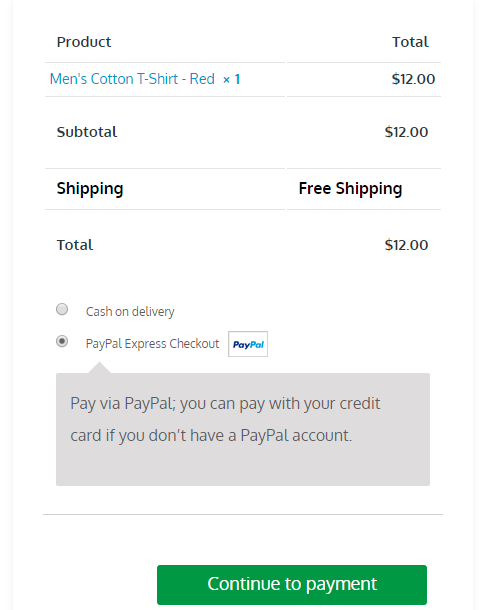 Product Total
Men's Cotton T-Shirt - Red × 1 $12.00
Subtotal $12.00
Shipping Free Shipping
Total $12.00
Cash on delivery
PayPal Express Checkout PayPal
Pay via PayPal; you can pay with your credit
card if you don't have a PayPal account.
Continue to payment